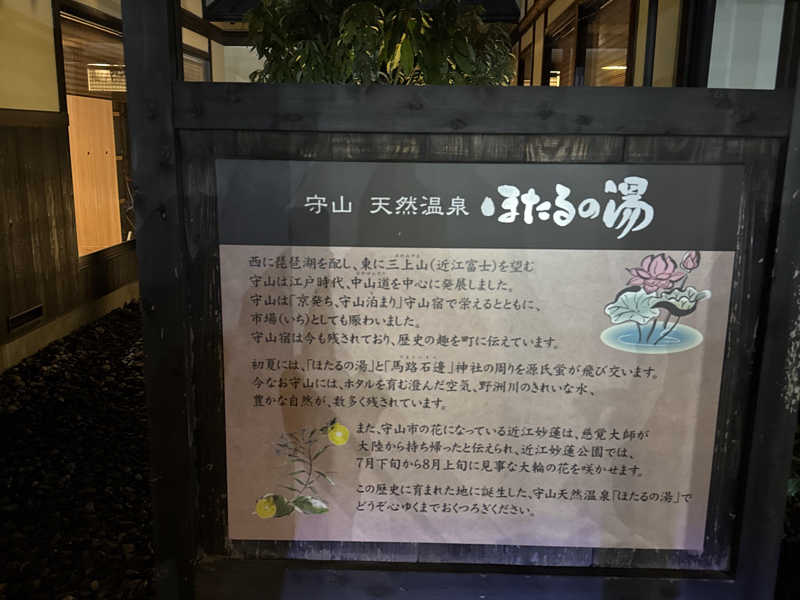 守山 天然温泉 ほたるの湯
西に琵琶湖を配し、東に三上山(近江富士)を望む
守山は江戸時代、中山道を中心に発展しました。
守山は「京発ち、守山泊まり」守山宿で栄えるとともに、
市場(いち)としても賑わいました。
守山宿は今も残されており、歴史の趣を町に伝えています。
初夏には、「ほたるの湯」と「馬路石邊」神社の周りを源氏蛍が飛び交います。
今なお守山には、ホタルを育む澄んだ空気、野洲川のきれいな水、
豊かな自然が、数多く残されています。
また、守山市の花になっている近江妙蓮は、慈覚大師が
大陸から持ち帰ったと伝えられ、近江妙蓮公園では、
7月下旬から8月上旬に見事な大輪の花を咲かせます。
この歴史に育まれた地に誕生した、守山天然温泉「ほたるの湯」で
どうぞ心ゆくまでおくつろぎください。